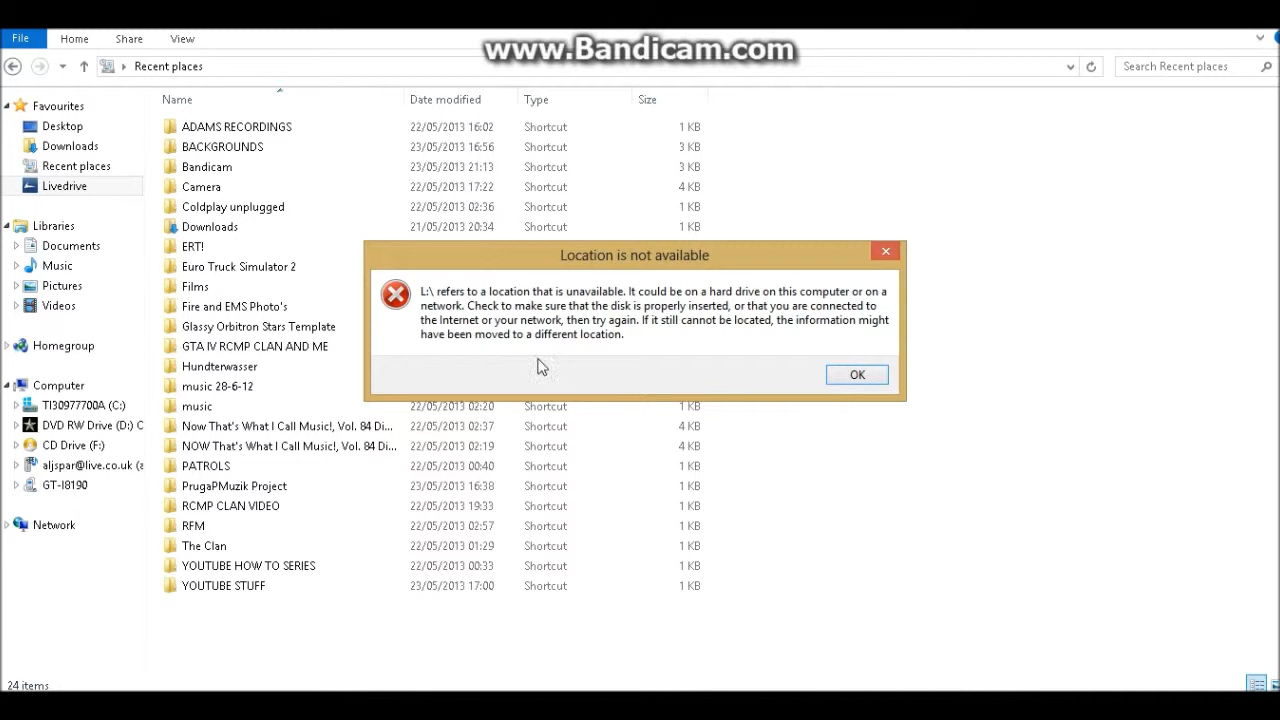 www.Bandicam.com
File Home Share View
Recent places Search Recent places
Name Date modified Type Size
Favourites
Desktop
Downloads
Recent places
Livedrive
Libraries
Documents
Music
Pictures
Videos
Homegroup
Computer
TI30977700A (C:)
DVD RW Drive (D:) C
CD Drive (F:)
aljspar@live.co.uk (a
GT-I8190
Network
ADAMS RECORDINGS 22/05/2013 16:02 Shortcut 1 KB
BACKGROUNDS 23/05/2013 16:56 Shortcut 3 KB
Bandicam 23/05/2013 21:13 Shortcut 3 KB
Camera 22/05/2013 17:22 Shortcut 4 KB
Coldplay unplugged 22/05/2013 02:36 Shortcut 1 KB
Downloads 21/05/2013 20:34 Shortcut 1 KB
ERT!
Euro Truck Simulator 2
Films
Fire and EMS Photo's
Glassy Orbitron Stars Template
GTA IV RCMP CLAN AND ME
Hundterwasser
music 28-6-12
music 22/05/2013 02:20 Shortcut 1 KB
Now That's What I Call Music!, Vol. 84 Di... 22/05/2013 02:37 Shortcut 4 KB
NOW That's What I Call Music!, Vol. 84 Di... 22/05/2013 02:19 Shortcut 4 KB
PATROLS 22/05/2013 00:40 Shortcut 1 KB
PrugaPMuzik Project 23/05/2013 16:38 Shortcut 1 KB
RCMP CLAN VIDEO 22/05/2013 19:33 Shortcut 1 KB
RFM 22/05/2013 02:57 Shortcut 1 KB
The Clan 22/05/2013 01:29 Shortcut 1 KB
YOUTUBE HOW TO SERIES 22/05/2013 00:33 Shortcut 1 KB
YOUTUBE STUFF 23/05/2013 17:00 Shortcut 1 KB
Location is not available
L:\ refers to a location that is unavailable. It could be on a hard drive on this computer or on a
network. Check to make sure that the disk is properly inserted, or that you are connected to
the Internet or your network, then try again. If it still cannot be located, the information might
have been moved to a different location.
OK
24 items